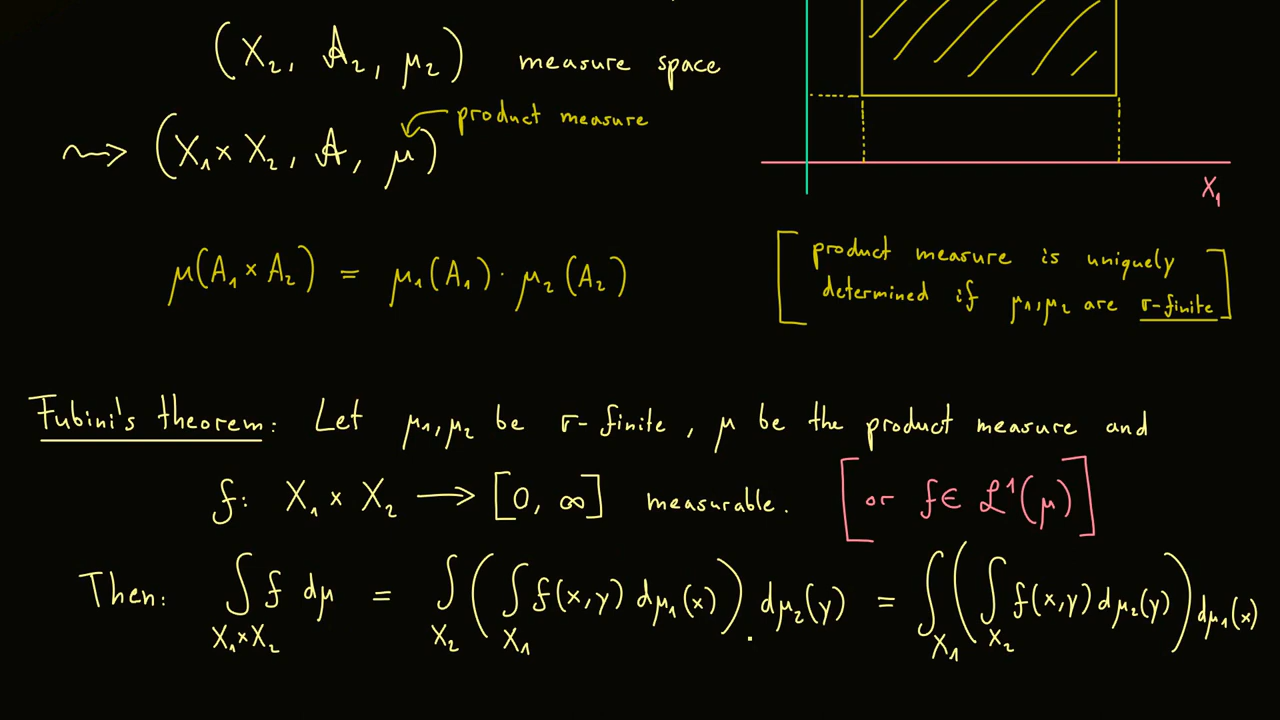 (X₂, 𝒜₂, μ₂) measure space
⇝ (X₁ × X₂, 𝒜, μ) product measure
X₁
μ(A₁ × A₂) = μ₁(A₁) · μ₂(A₂)
[product measure is uniquely
determined if μ₁, μ₂ are σ-finite]
Fubini's theorem: Let μ₁, μ₂ be σ-finite, μ be the product measure and
f: X₁ × X₂ ⟶ [0, ∞] measurable. [or f ∈ ℒ¹(μ)]
Then: ∫_{X₁×X₂} f dμ = ∫_{X₂} (∫_{X₁} f(x,y) dμ₁(x)) dμ₂(y) = ∫_{X₁} (∫_{X₂} f(x,y) dμ₂(y)) dμ₁(x)